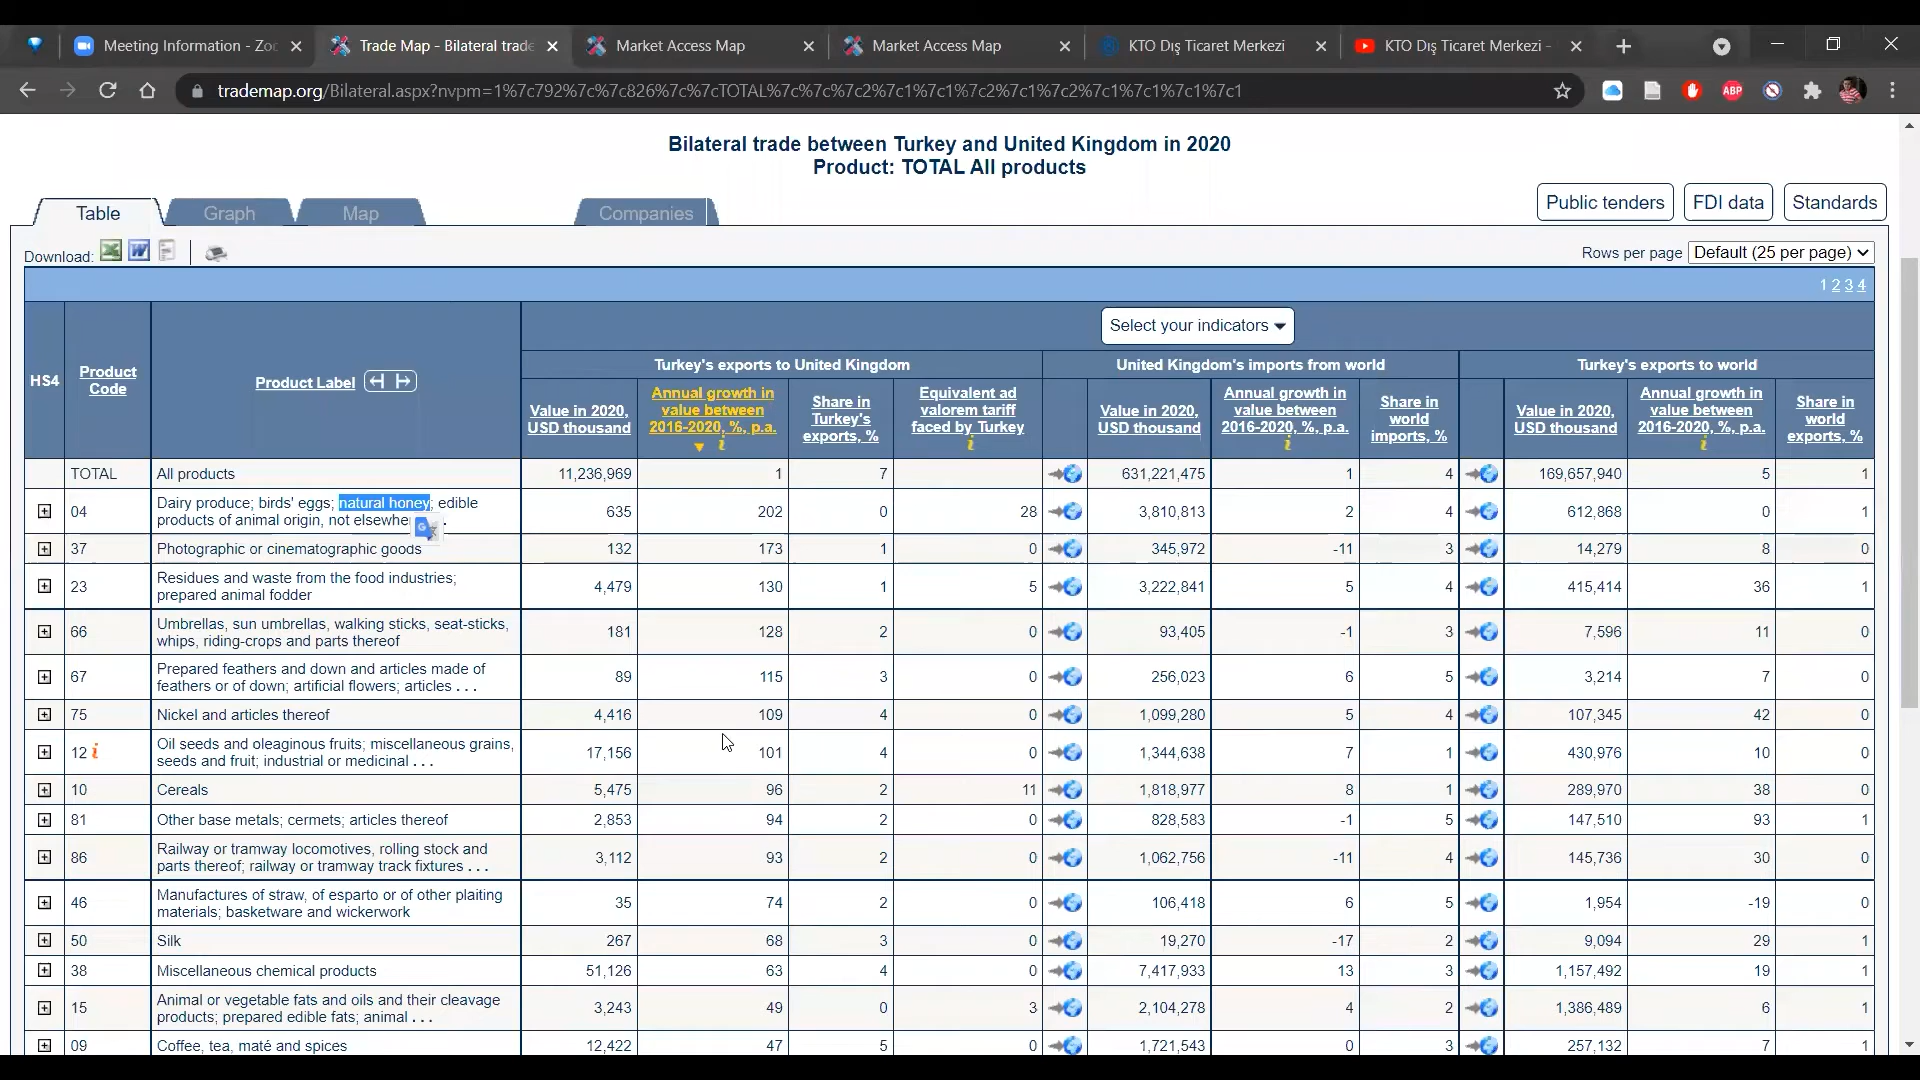 Meeting Information - Zoo
Trade Map - Bilateral trade
Market Access Map
Market Access Map
KTO Dış Ticaret Merkezi
KTO Dış Ticaret Merkezi -
trademap.org/Bilateral.aspx?nvpm=1%7c792%7c%7c826%7c%7cTOTAL%7c%7c%7c2%7c1%7c1%7c2%7c1%7c2%7c1%7c1%7c1%7c1%7c1
ABP
Bilateral trade between Turkey and United Kingdom in 2020
Product: TOTAL All products
Table Graph Map Companies
Public tenders FDI data Standards
Download:
Rows per page Default (25 per page)
1 2 3 4
Select your indicators
HS4
Product Code
Product Label
Turkey's exports to United Kingdom
United Kingdom's imports from world
Turkey's exports to world
Value in 2020, USD thousand
Annual growth in value between 2016-2020, %, p.a.
Share in Turkey's exports, %
Equivalent ad valorem tariff faced by Turkey
Value in 2020, USD thousand
Annual growth in value between 2016-2020, %, p.a.
Share in world imports, %
Value in 2020, USD thousand
Annual growth in value between 2016-2020, %, p.a.
Share in world exports, %
TOTAL All products 11,236,969 1 7 631,221,475 1 4 169,657,940 5 1
04 Dairy produce; birds' eggs; natural honey; edible
products of animal origin, not elsewhe 635 202 0 28 3,810,813 2 4 612,868 0 1
37 Photographic or cinematographic goods 132 173 1 0 345,972 -11 3 14,279 8 0
23 Residues and waste from the food industries;
prepared animal fodder 4,479 130 1 5 3,222,841 5 4 415,414 36 1
66 Umbrellas, sun umbrellas, walking sticks, seat-sticks,
whips, riding-crops and parts thereof 181 128 2 0 93,405 -1 3 7,596 11 0
67 Prepared feathers and down and articles made of
feathers or of down; artificial flowers; articles . . . 89 115 3 0 256,023 6 5 3,214 7 0
75 Nickel and articles thereof 4,416 109 4 0 1,099,280 5 4 107,345 42 0
12 i Oil seeds and oleaginous fruits; miscellaneous grains,
seeds and fruit; industrial or medicinal . . . 17,156 101 4 0 1,344,638 7 1 430,976 10 0
10 Cereals 5,475 96 2 11 1,818,977 8 1 289,970 38 0
81 Other base metals; cermets; articles thereof 2,853 94 2 0 828,583 -1 5 147,510 93 1
86 Railway or tramway locomotives, rolling stock and
parts thereof; railway or tramway track fixtures . . . 3,112 93 2 0 1,062,756 -11 4 145,736 30 0
46 Manufactures of straw, of esparto or of other plaiting
materials; basketware and wickerwork 35 74 2 0 106,418 6 5 1,954 -19 0
50 Silk 267 68 3 0 19,270 -17 2 9,094 29 1
38 Miscellaneous chemical products 51,126 63 4 0 7,417,933 13 3 1,157,492 19 1
15 Animal or vegetable fats and oils and their cleavage
products; prepared edible fats; animal . . . 3,243 49 0 3 2,104,278 4 2 1,386,489 6 1
09 Coffee, tea, maté and spices 12,422 47 5 0 1,721,543 0 3 257,132 7 1